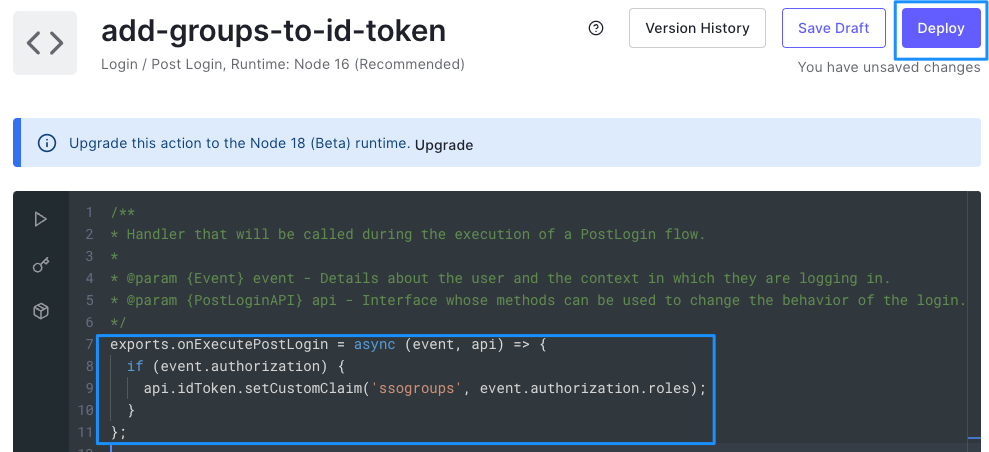 add-groups-to-id-token
Version History
Save Draft
Deploy
Login / Post Login, Runtime: Node 16 (Recommended)
You have unsaved changes
Upgrade this action to the Node 18 (Beta) runtime. Upgrade
1 /**
2 * Handler that will be called during the execution of a PostLogin flow.
3 *
4 * @param {Event} event - Details about the user and the context in which they are logging in.
5 * @param {PostLoginAPI} api - Interface whose methods can be used to change the behavior of the login.
6 */
7 exports.onExecutePostLogin = async (event, api) => {
8 if (event.authorization) {
9 api.idToken.setCustomClaim('ssogroups', event.authorization.roles);
10 }
11 };